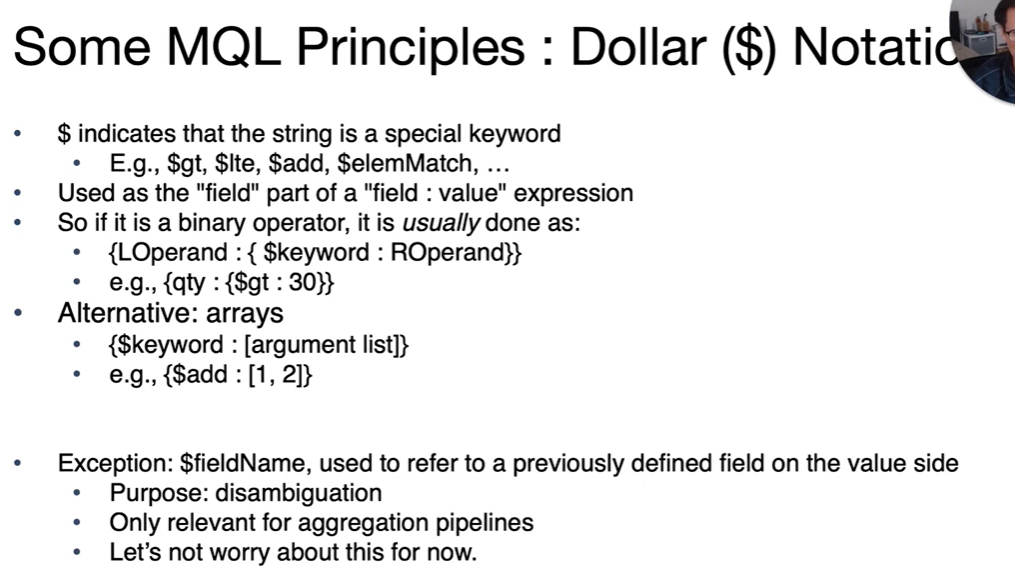 Some MQL Principles : Dollar ($) Notatio
• $ indicates that the string is a special keyword
• E.g., $gt, $lte, $add, $elemMatch, …
• Used as the "field" part of a "field : value" expression
• So if it is a binary operator, it is usually done as:
• {LOperand : { $keyword : ROperand}}
• e.g., {qty : {$gt : 30}}
• Alternative: arrays
• {$keyword : [argument list]}
• e.g., {$add : [1, 2]}
• Exception: $fieldName, used to refer to a previously defined field on the value side
• Purpose: disambiguation
• Only relevant for aggregation pipelines
• Let’s not worry about this for now.